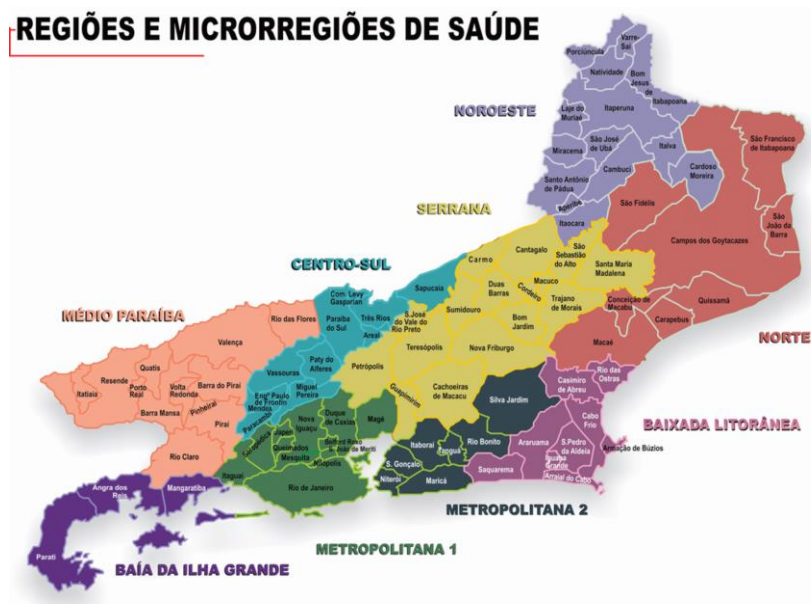 REGIÕES E MICRORREGIÕES DE SAÚDE
NOROESTE
Porciúncula
Varre-
Sai
Natividade
Bom
Jesus de
Itabapoana
Laje do
Muriaé
Itaperuna
São José
de Ubá
Italva
Miracema
Cardoso
Moreira
Cambuci
Santo Antônio
de Pádua
Aperibé
Itaocara
São Francisco
de Itabapoana
São Fidélis
São
João da
Barra
Campos dos Goytacazes
Conceição de
Macabu
Quissamã
Carapebus
Macaé
NORTE
SERRANA
Carmo
Cantagalo
São
Sebastião
do Alto
Santa Maria
Madalena
Macuco
Cordeiro
Duas
Barras
Trajano
de Morais
Sumidouro
Bom
Jardim
S. José
do Vale do
Rio Preto
Teresópolis
Nova Friburgo
Petrópolis
Guapimirim
Cachoeiras
de Macacu
CENTRO-SUL
Com. Levy
Gasparian
Sapucaia
Paraíba
do Sul
Três Rios
Areal
Paty do
Alferes
Vassouras
Miguel
Pereira
Engº Paulo
de Frontin
Mendes
Paracambi
MÉDIO PARAÍBA
Rio das Flores
Valença
Quatis
Resende
Porto
Real
Itatiaia
Volta
Redonda
Barra do Piraí
Barra Mansa
Pinheiral
Piraí
Rio Claro
BAIXADA LITORÂNEA
Rio das
Ostras
Casimiro
de Abreu
Cabo
Frio
Araruama
S.Pedro
da Aldeia
Armação de Búzios
Iguaba
Grande
Saquarema
Arraial do Cabo
METROPOLITANA 2
Silva Jardim
Itaboraí
Rio Bonito
Tanguá
S. Gonçalo
Niterói
Maricá
METROPOLITANA 1
Nova
Iguaçu
Duque
de Caxias
Magé
Japeri
Seropédica
Queimados
Belford Roxo
S. João de Meriti
Mesquita
Nilópolis
Itaguaí
Rio de Janeiro
BAÍA DA ILHA GRANDE
Angra dos
Reis
Mangaratiba
Parati